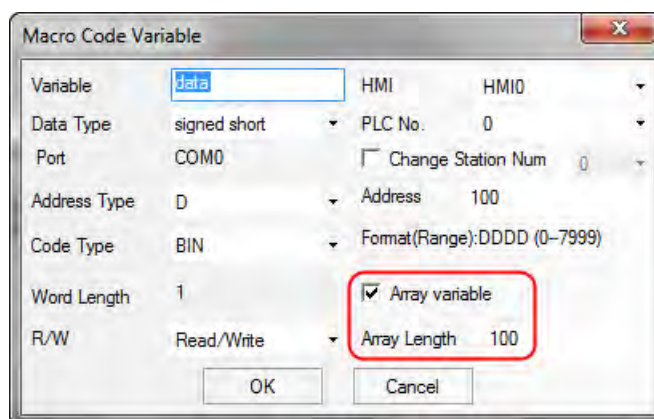 Macro Code Variable
x
Variable data HMI HMI0
Data Type signed short PLC No. 0
Port COM0 Change Station Num 0
Address Type D Address 100
Code Type BIN Format(Range):DDDD (0--7999)
Word Length 1 Array variable
R/W Read/Write Array Length 100
OK Cancel